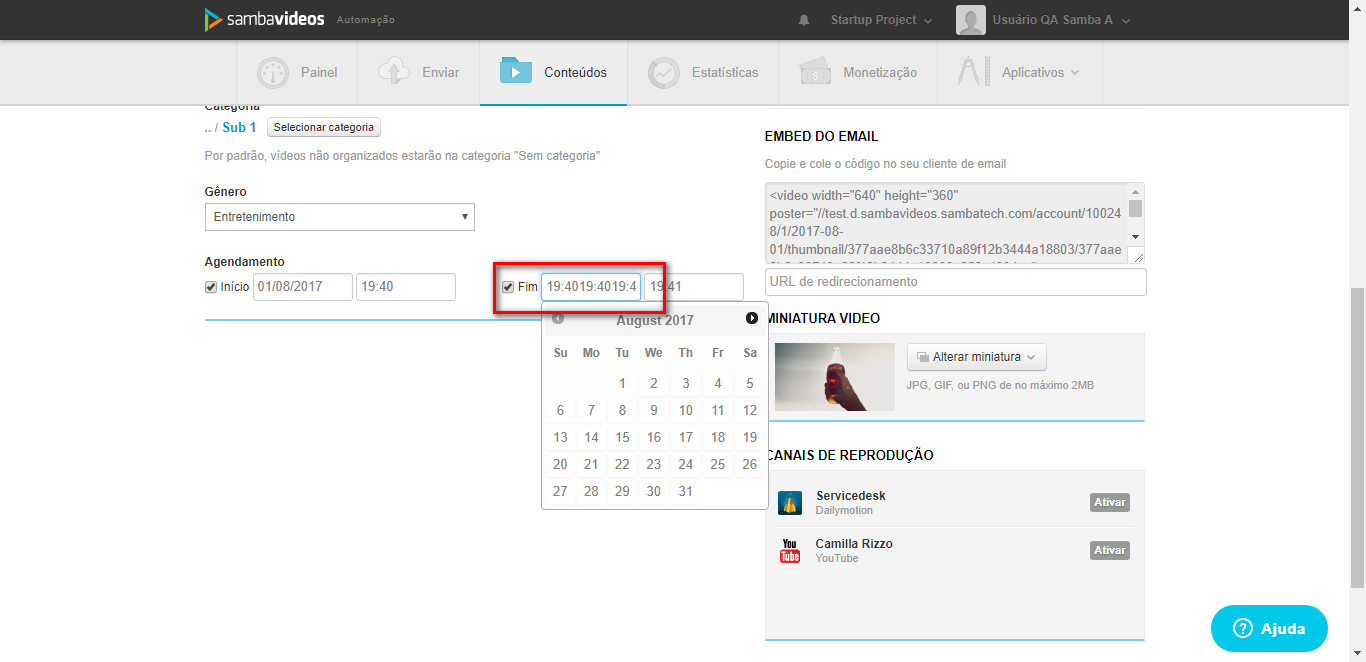 sambavideos Automação
Startup Project
Usuário QA Samba A
Painel
Enviar
Conteúdos
Estatísticas
Monetização
Aplicativos
Categoria
.. / Sub 1 Selecionar categoria
Por padrão, vídeos não organizados estarão na categoria "Sem categoria"
Gênero
Entretenimento
Agendamento
Início 01/08/2017 19:40
Fim 19:4019:4019:4 19:41
August 2017
Su Mo Tu We Th Fr Sa
1 2 3 4 5
6 7 8 9 10 11 12
13 14 15 16 17 18 19
20 21 22 23 24 25 26
27 28 29 30 31
EMBED DO EMAIL
Copie e cole o código no seu cliente de email
<video width="640" height="360"
poster="//test.d.sambavideos.sambatech.com/account/10024
8/1/2017-08-
01/thumbnail/377aae8b6c33710a89f12b3444a18803/377aae
URL de redirecionamento
MINIATURA VIDEO
Alterar miniatura
JPG, GIF, ou PNG de no máximo 2MB
CANAIS DE REPRODUÇÃO
Servicedesk
Dailymotion
Ativar
You
Tube
Camilla Rizzo
YouTube
Ativar
? Ajuda